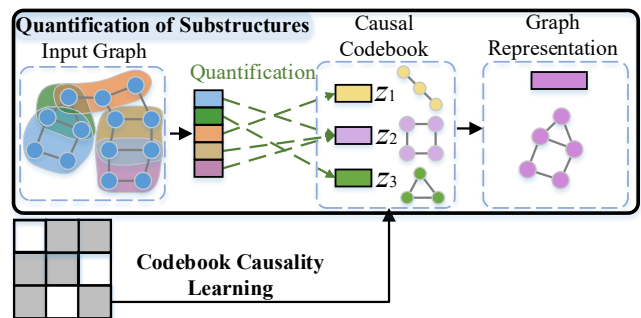 Quantification of Substructures
Input Graph
Quantification
Causal
Codebook
Graph
Representation
z1
z2
z3
Codebook Causality
Learning